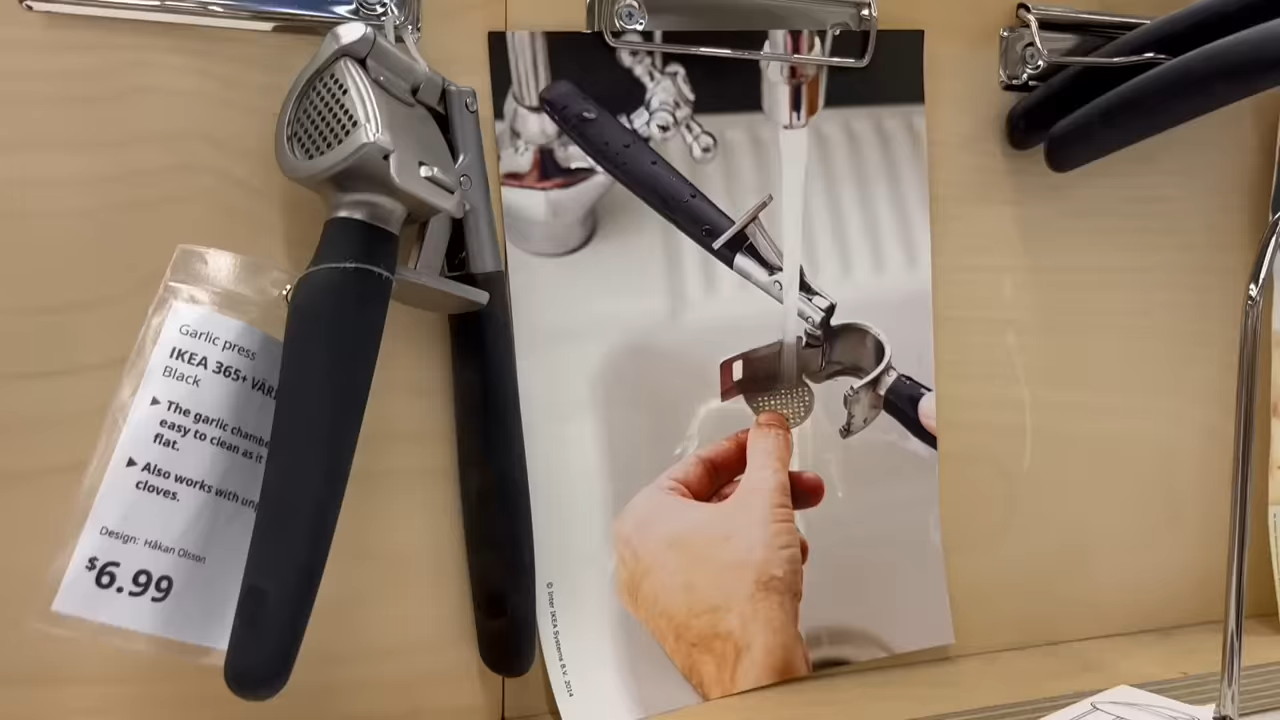 Garlic press
IKEA 365+
Black
▶ The garlic
easy to clean as it
flat.
▶ Also works with
cloves.
Design: Håkan Olsson
$6.99
© Inter IKEA Systems B.V. 2014